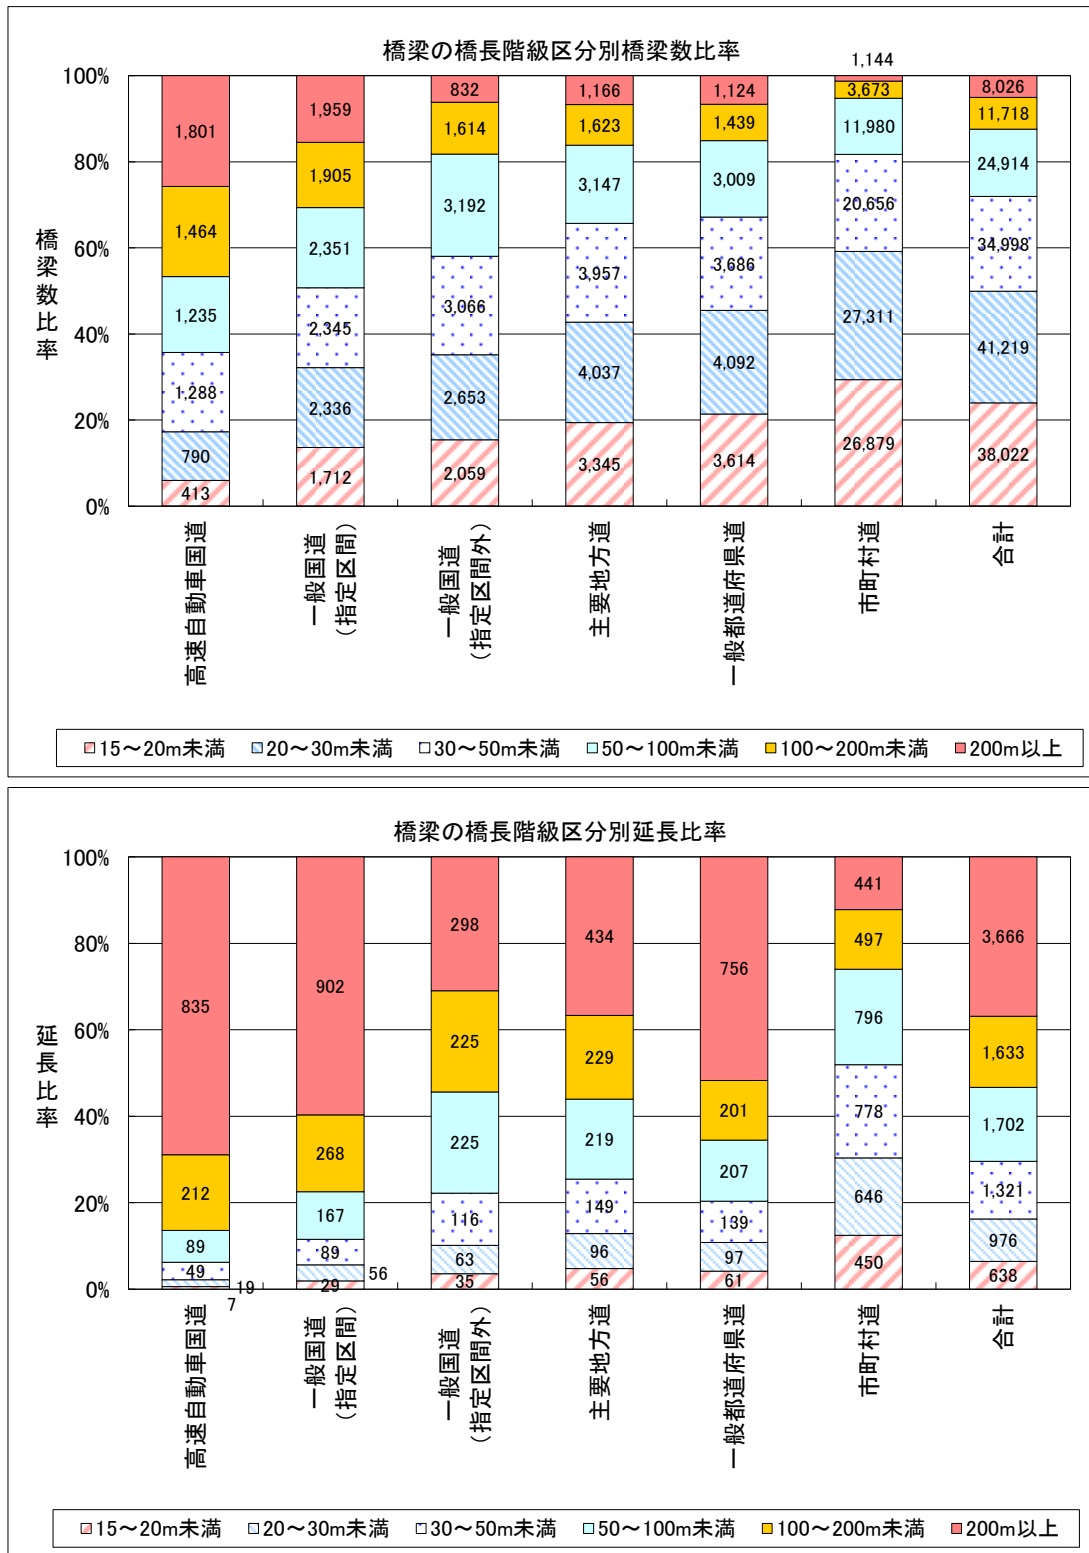 橋梁の橋長階級区分別橋梁数比率
1,144
100% 1,801 1,959 832 1,166 1,124 3,673 8,026
1,905 1,614 1,623 1,439 11,980 11,718
80% 1,464 2,351 3,192 3,147 3,009 20,656 24,914
60% 1,235 2,345 3,066 3,957 3,686 27,311 34,998
40% 1,288 2,336 2,653 4,037 4,092 26,879 41,219
20% 790 1,712 2,059 3,345 3,614 38,022
0% 413
橋梁数比率
高速自動車国道
一般国道
(指定区間)
一般国道
(指定区間外)
主要地方道
一般都道府県道
市町村道
合計
15～20m未満 20～30m未満 30～50m未満 50～100m未満 100～200m未満 200m以上
橋梁の橋長階級区分別延長比率
100% 835 902 298 434 756 441 3,666
80% 212 268 225 229 201 497 1,633
60% 89 167 225 219 207 796 1,702
40% 49 89 116 149 139 778 1,321
20% 19 56 63 96 97 646 976
0% 7 29 35 56 61 450 638
延長比率
高速自動車国道
一般国道
(指定区間)
一般国道
(指定区間外)
主要地方道
一般都道府県道
市町村道
合計
15～20m未満 20～30m未満 30～50m未満 50～100m未満 100～200m未満 200m以上